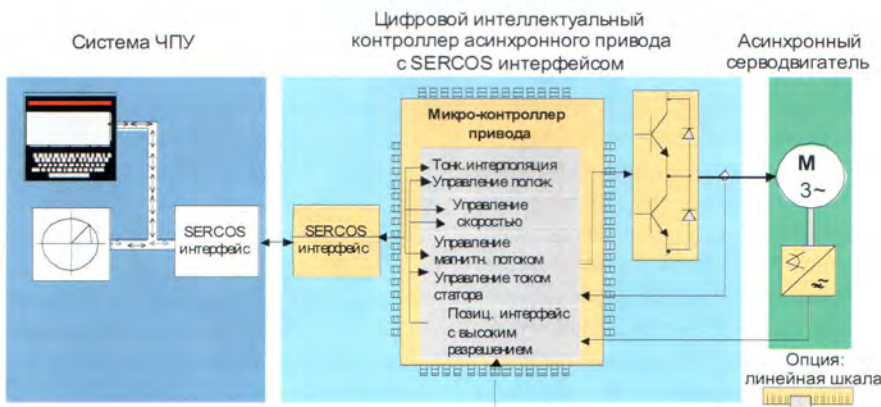 Система ЧПУ
Цифровой интеллектуальный
контроллер асинхронного привода
с SERCOS интерфейсом
Асинхронный
серводвигатель
SERCOS
интерфейс
SERCOS
интерфейс
Микро-контроллер
привода
Тонк.интерполяция
Управление полож.
Управление
скоростью
Управление
магнитн. потоком
Управление током
статора
Позиц. интерфейс
с высоким
разрешением
M
3~
Опция:
линейная шкала